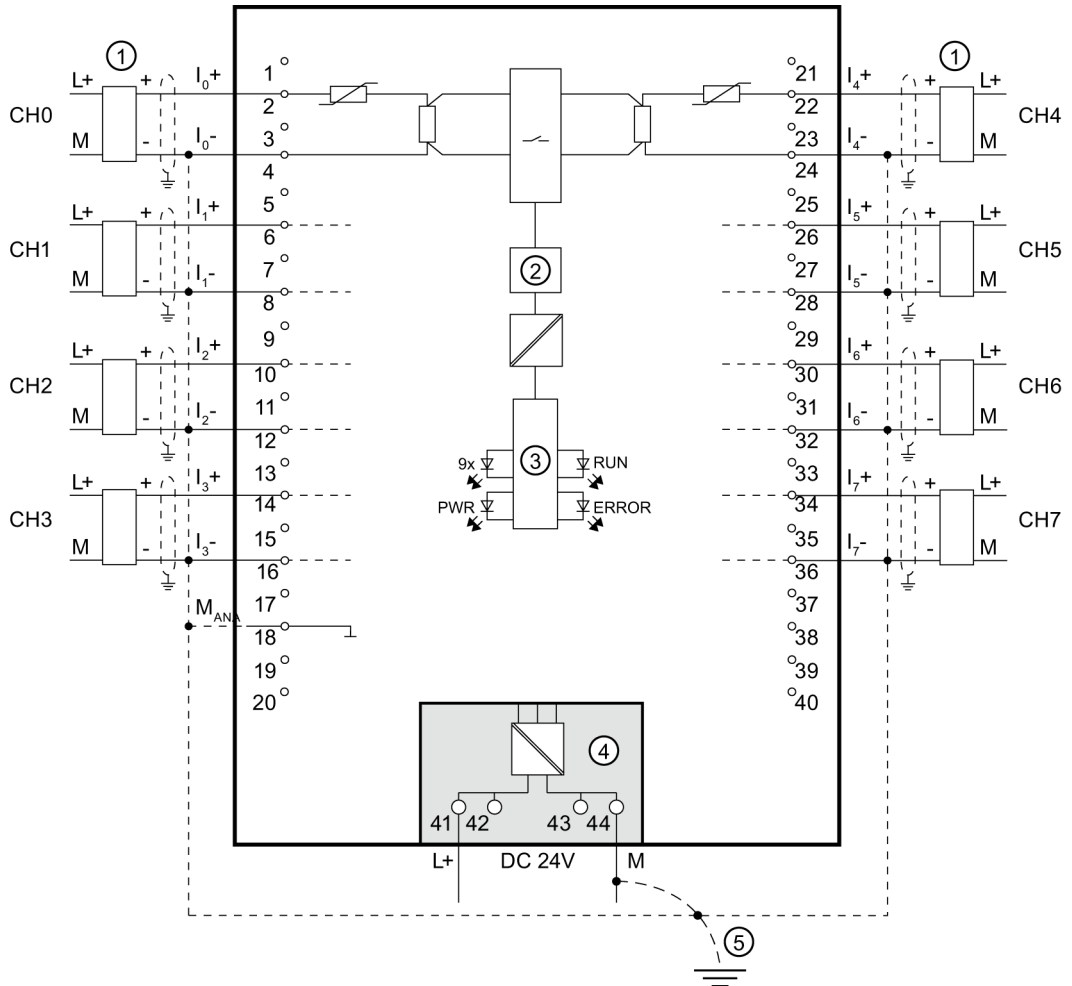 1
L+ + I0+ 1 21 I4+ + L+
CH0 2 22 CH4
M - I0- 3 23 I4- - M
4 24
5 25
L+ + I1+ 6 26 I5+ + L+
CH1 7 2 27 CH5
M - I1- 8 28 I5- - M
9 29
L+ + I2+ 10 30 I6+ + L+
CH2 11 31 CH6
M - I2- 12 32 I6- - M
9x 3 RUN
13 33
L+ + I3+ 14 34 I7+ + L+
PWR ERROR
CH3 15 35 CH7
M - I3- 16 36 I7- - M
17 37
MANA 18 38
19 39
20 40
4
41 42 43 44
L+ DC 24V M
5
1